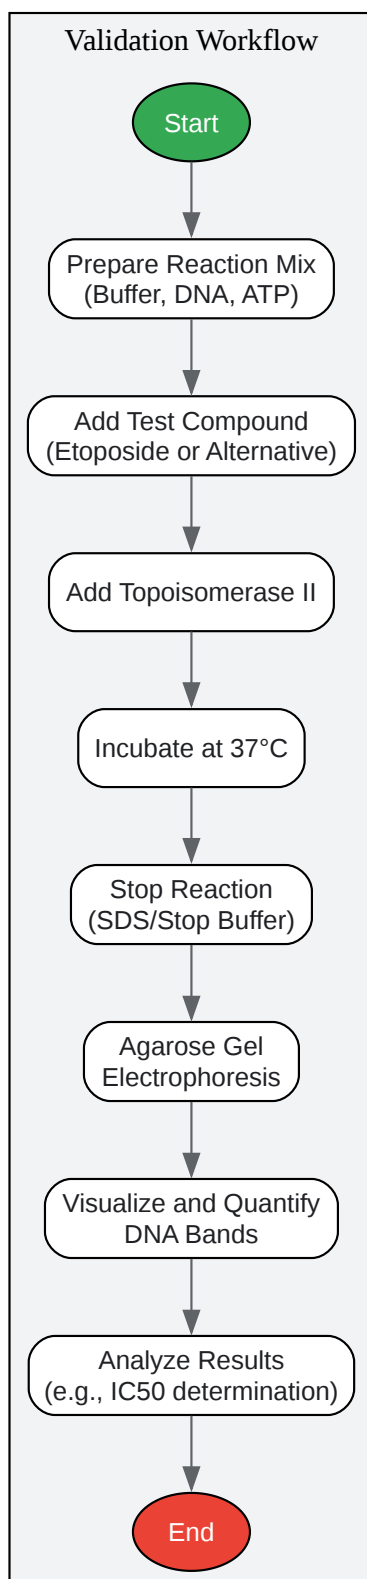 Validation Workflow
Start
Prepare Reaction Mix
(Buffer, DNA, ATP)
Add Test Compound
(Etoposide or Alternative)
Add Topoisomerase II
Incubate at 37°C
Stop Reaction
(SDS/Stop Buffer)
Agarose Gel
Electrophoresis
Visualize and Quantify
DNA Bands
Analyze Results
(e.g., IC50 determination)
End